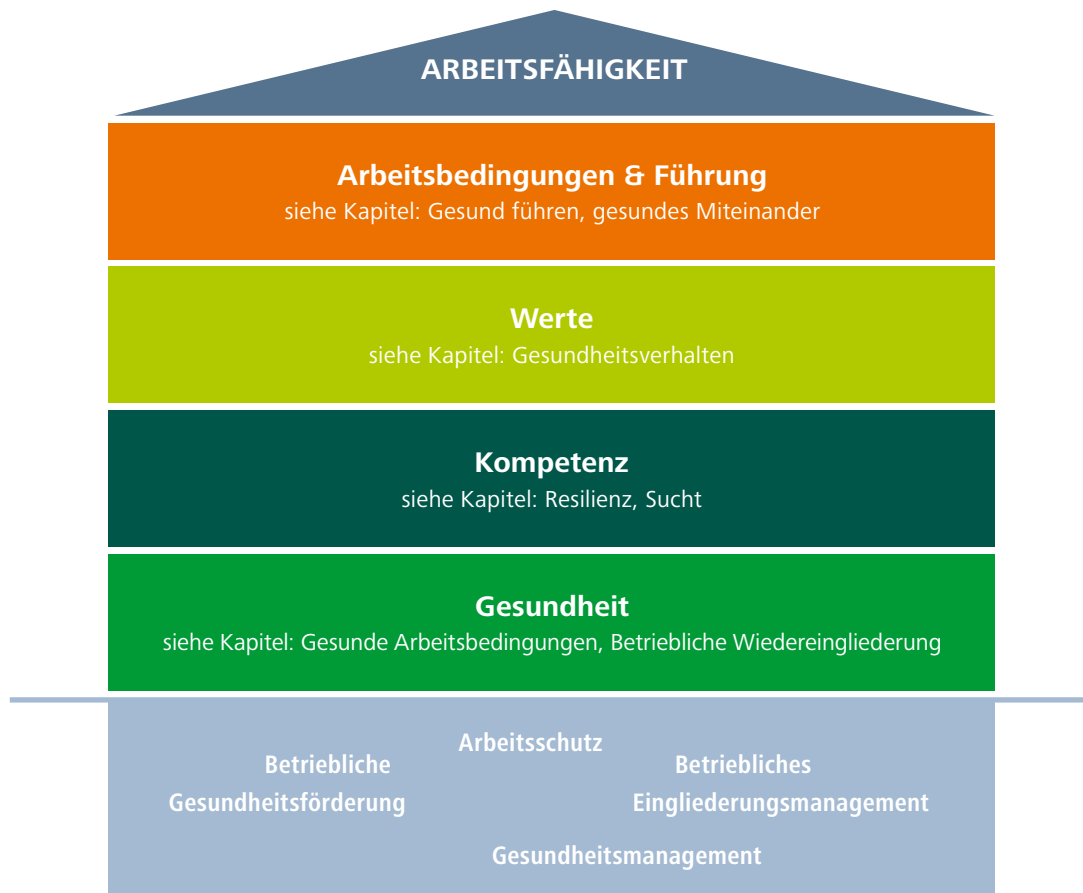 ARBEITSFÄHIGKEIT
Arbeitsbedingungen & Führung
siehe Kapitel: Gesund führen, gesundes Miteinander
Werte
siehe Kapitel: Gesundheitsverhalten
Kompetenz
siehe Kapitel: Resilienz, Sucht
Gesundheit
siehe Kapitel: Gesunde Arbeitsbedingungen, Betriebliche Wiedereingliederung
Arbeitsschutz
Betriebliche
Gesundheitsförderung
Betriebliches
Eingliederungsmanagement
Gesundheitsmanagement